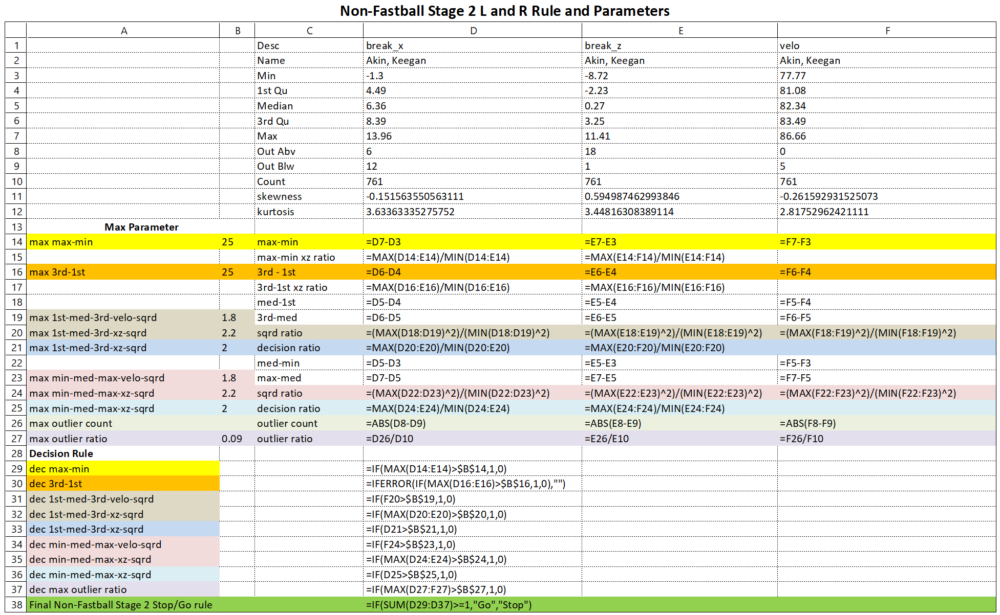 Non-Fastball Stage 2 L and R Rule and Parameters
A B C D E F
1 Desc break_x break_z velo
2 Name Akin, Keegan Akin, Keegan Akin, Keegan
3 Min -1.3 -8.72 77.77
4 1st Qu 4.49 -2.23 81.08
5 Median 6.36 0.27 82.34
6 3rd Qu 8.39 3.25 83.49
7 Max 13.96 11.41 86.66
8 Out Abv 6 18 0
9 Out Blw 12 1 5
10 Count 761 761 761
11 skewness -0.151563550563111 0.594987462993846 -0.261592931525073
12 kurtosis 3.63363335275752 3.44816308389114 2.81752962421111
13 Max Parameter
14 max max-min 25 max-min =D7-D3 =E7-E3 =F7-F3
15 max-min xz ratio =MAX(D14:E14)/MIN(D14:E14) =MAX(E14:F14)/MIN(E14:F14)
16 max 3rd-1st 25 3rd - 1st =D6-D4 =E6-E4 =F6-F4
17 3rd-1st xz ratio =MAX(D16:E16)/MIN(D16:E16) =MAX(E16:F16)/MIN(E16:F16)
18 med-1st =D5-D4 =E5-E4 =F5-F4
19 max 1st-med-3rd-velo-sqrd 1.8 3rd-med =D6-D5 =E6-E5 =F6-F5
20 max 1st-med-3rd-xz-sqrd 2.2 sqrd ratio =(MAX(D18:D19)^2)/(MIN(D18:D19)^2) =(MAX(E18:E19)^2)/(MIN(E18:E19)^2) =(MAX(F18:F19)^2)/(MIN(F18:F19)^2)
21 max 1st-med-3rd-xz-sqrd 2 decision ratio =MAX(D20:E20)/MIN(D20:E20) =MAX(E20:F20)/MIN(E20:F20)
22 med-min =D5-D3 =E5-E3 =F5-F3
23 max min-med-max-velo-sqrd 1.8 max-med =D7-D5 =E7-E5 =F7-F5
24 max min-med-max-xz-sqrd 2.2 sqrd ratio =(MAX(D22:D23)^2)/(MIN(D22:D23)^2) =(MAX(E22:E23)^2)/(MIN(E22:E23)^2) =(MAX(F22:F23)^2)/(MIN(F22:F23)^2)
25 max min-med-max-xz-sqrd 2 decision ratio =MAX(D24:E24)/MIN(D24:E24) =MAX(E24:F24)/MIN(E24:F24)
26 max outlier count outlier count =ABS(D8-D9) =ABS(E8-E9) =ABS(F8-F9)
27 max outlier ratio 0.09 outlier ratio =D26/D10 =E26/E10 =F26/F10
28 Decision Rule
29 dec max-min =IF(MAX(D14:E14)>$B$14,1,0)
30 dec 3rd-1st =IFERROR(IF(MAX(D16:E16)>$B$16,1,0),"")
31 dec 1st-med-3rd-velo-sqrd =IF(F20>$B$19,1,0)
32 dec 1st-med-3rd-xz-sqrd =IF(MAX(D20:E20)>$B$20,1,0)
33 dec 1st-med-3rd-xz-sqrd =IF(D21>$B$21,1,0)
34 dec min-med-max-velo-sqrd =IF(F24>$B$23,1,0)
35 dec min-med-max-xz-sqrd =IF(MAX(D24:E24)>$B$24,1,0)
36 dec min-med-max-xz-sqrd =IF(D25>$B$25,1,0)
37 dec max outlier ratio =IF(MAX(D27:F27)>$B$27,1,0)
38 Final Non-Fastball Stage 2 Stop/Go rule =IF(SUM(D29:D37)>=1,"Go","Stop")